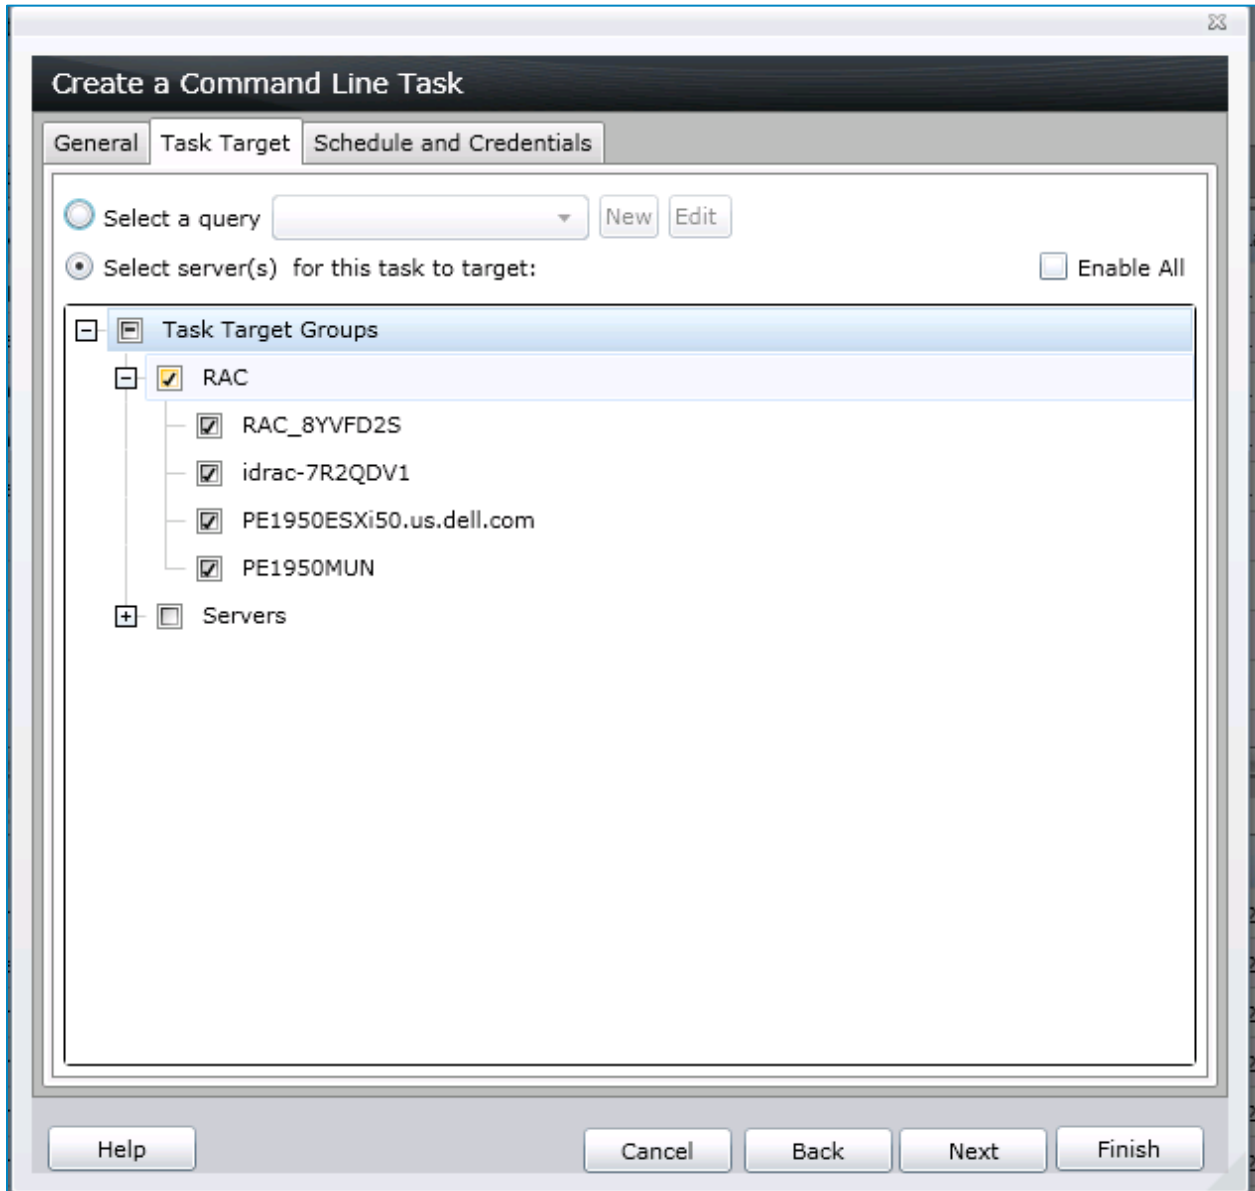 Create a Command Line Task
General Task Target Schedule and Credentials
Select a query New Edit
Select server(s) for this task to target: Enable All
Task Target Groups
RAC
RAC_8YVFD2S
idrac-7R2QDV1
PE1950ESXi50.us.dell.com
PE1950MUN
Servers
Help Cancel Back Next Finish